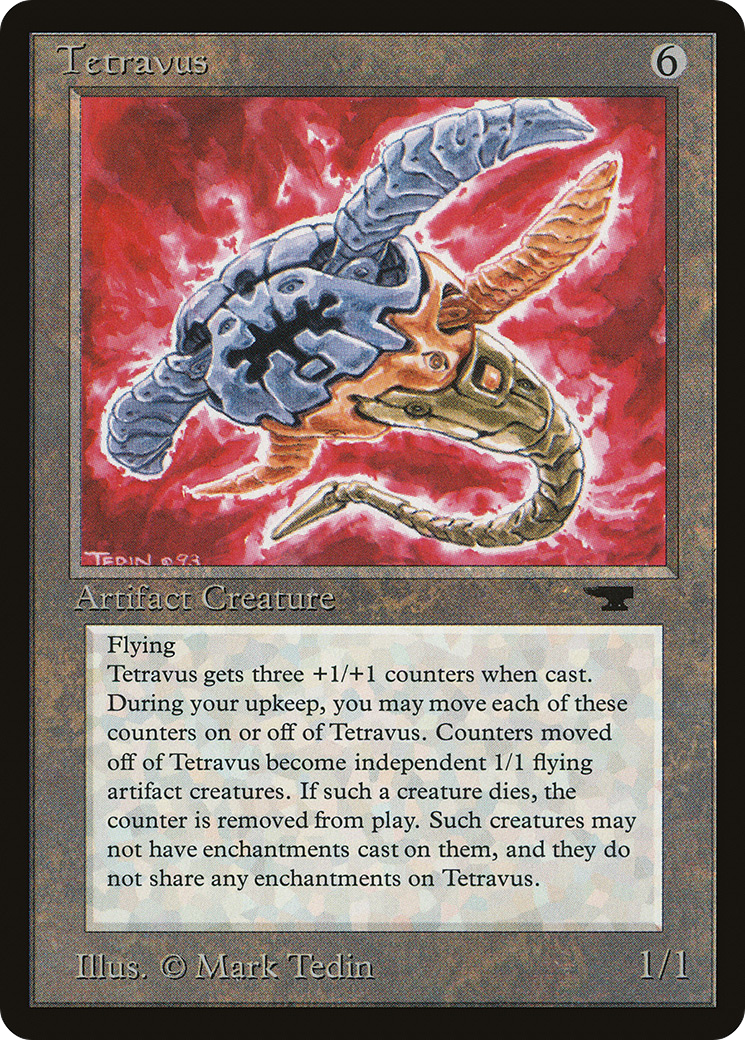 Tetravus 6
TEDIN © 93
Artifact Creature
Flying
Tetravus gets three +1/+1 counters when cast.
During your upkeep, you may move each of these
counters on or off of Tetravus. Counters moved
off of Tetravus become independent 1/1 flying
artifact creatures. If such a creature dies, the
counter is removed from play. Such creatures may
not have enchantments cast on them, and they do
not share any enchantments on Tetravus.
Illus. © Mark Tedin 1/1